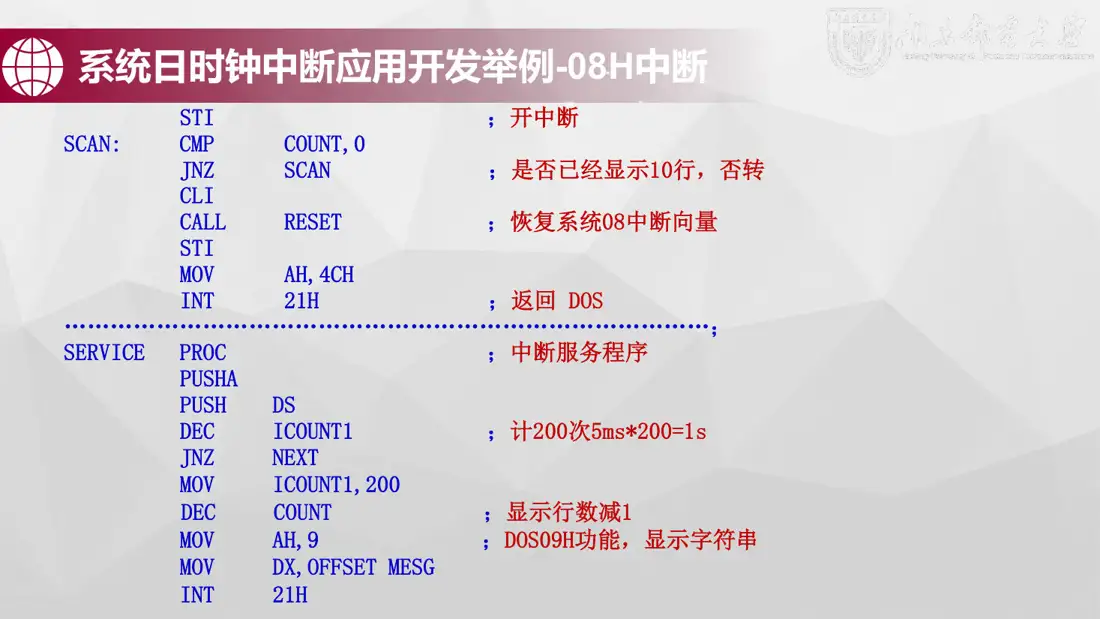 系统日时钟中断应用开发举例-08H中断
STI ;开中断
SCAN: CMP COUNT,0
JNZ SCAN ;是否已经显示10行,否转
CLI
CALL RESET ;恢复系统08中断向量
STI
MOV AH,4CH
INT 21H ;返回 DOS
……………………………………………………………………………;
SERVICE PROC ;中断服务程序
PUSHA
PUSH DS
DEC ICOUNT1 ;计200次5ms*200=1s
JNZ NEXT
MOV ICOUNT1,200
DEC COUNT ;显示行数减1
MOV AH,9 ;DOS09H功能,显示字符串
MOV DX,OFFSET MESG
INT 21H